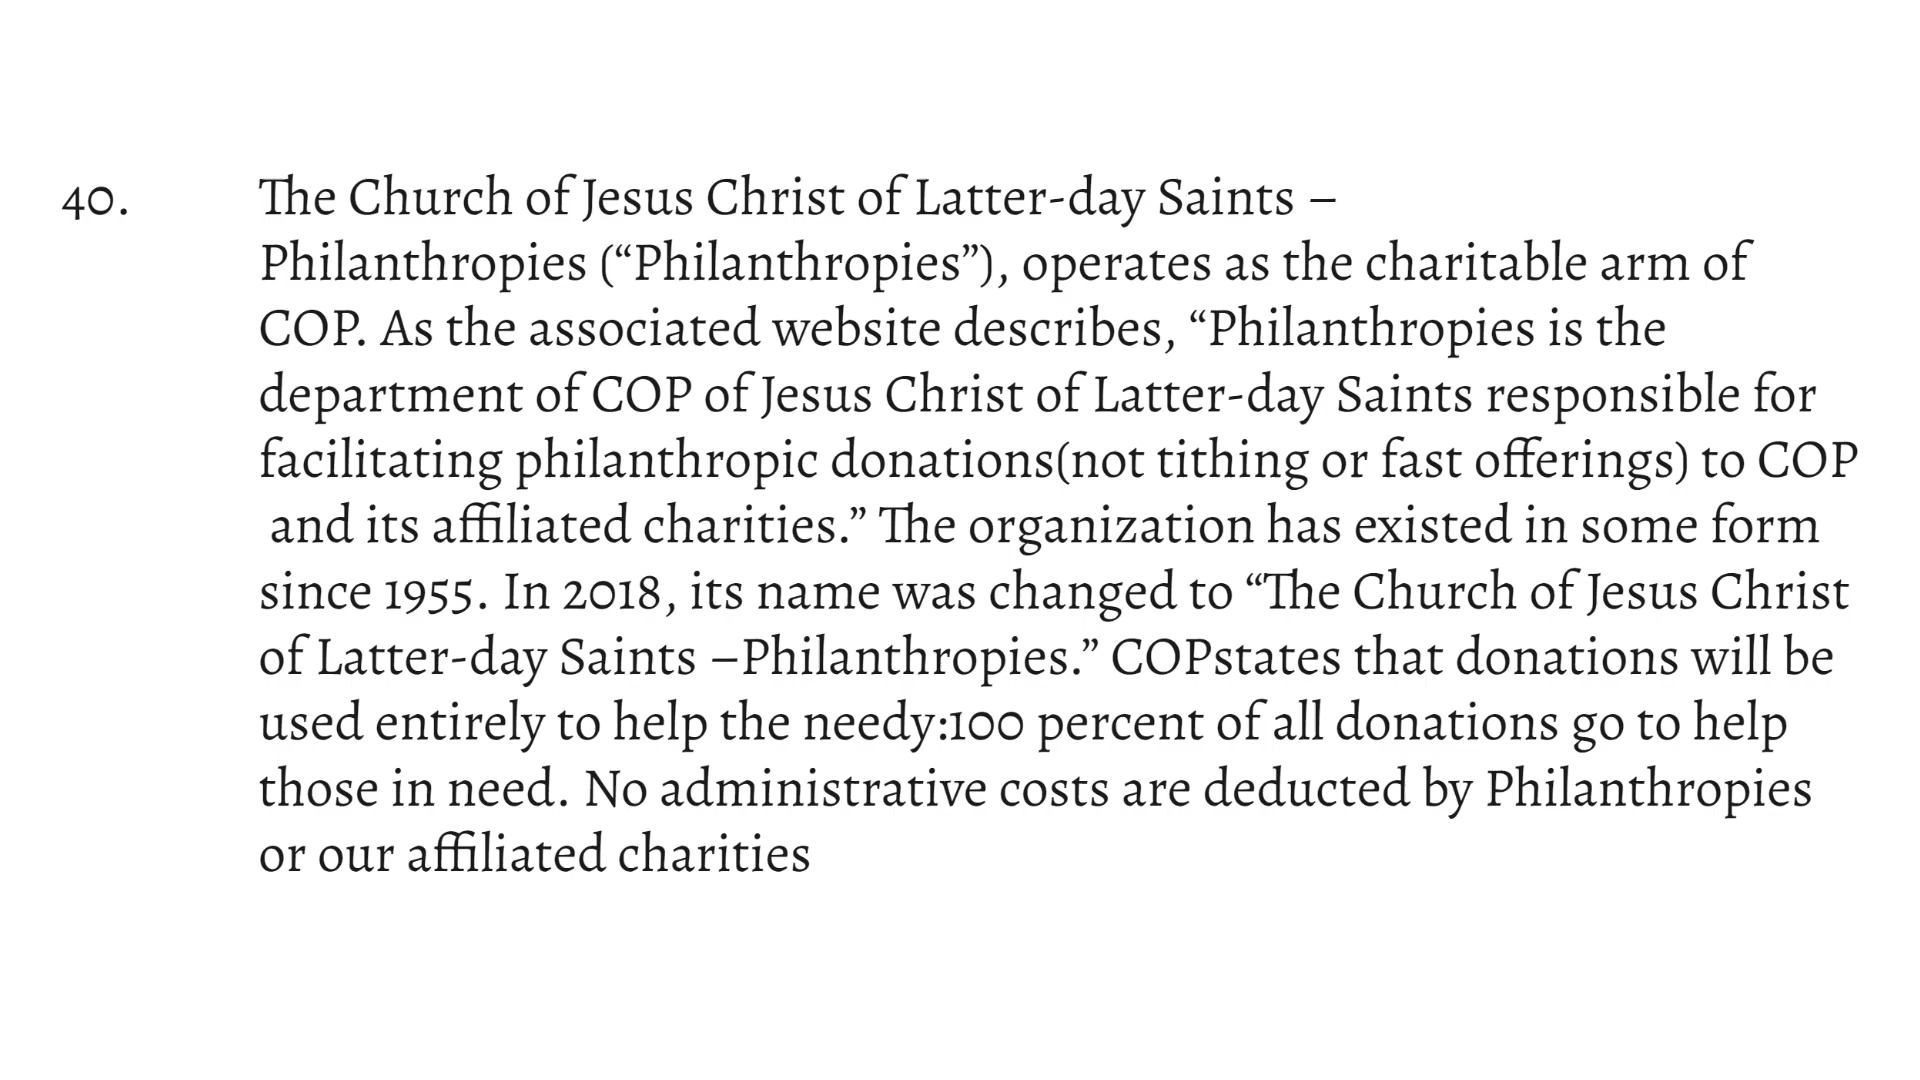 40. The Church of Jesus Christ of Latter-day Saints –
Philanthropies (“Philanthropies”), operates as the charitable arm of
COP. As the associated website describes, “Philanthropies is the
department of COP of Jesus Christ of Latter-day Saints responsible for
facilitating philanthropic donations(not tithing or fast offerings) to COP
and its affiliated charities.” The organization has existed in some form
since 1955. In 2018, its name was changed to “The Church of Jesus Christ
of Latter-day Saints –Philanthropies.” COPstates that donations will be
used entirely to help the needy:100 percent of all donations go to help
those in need. No administrative costs are deducted by Philanthropies
or our affiliated charities